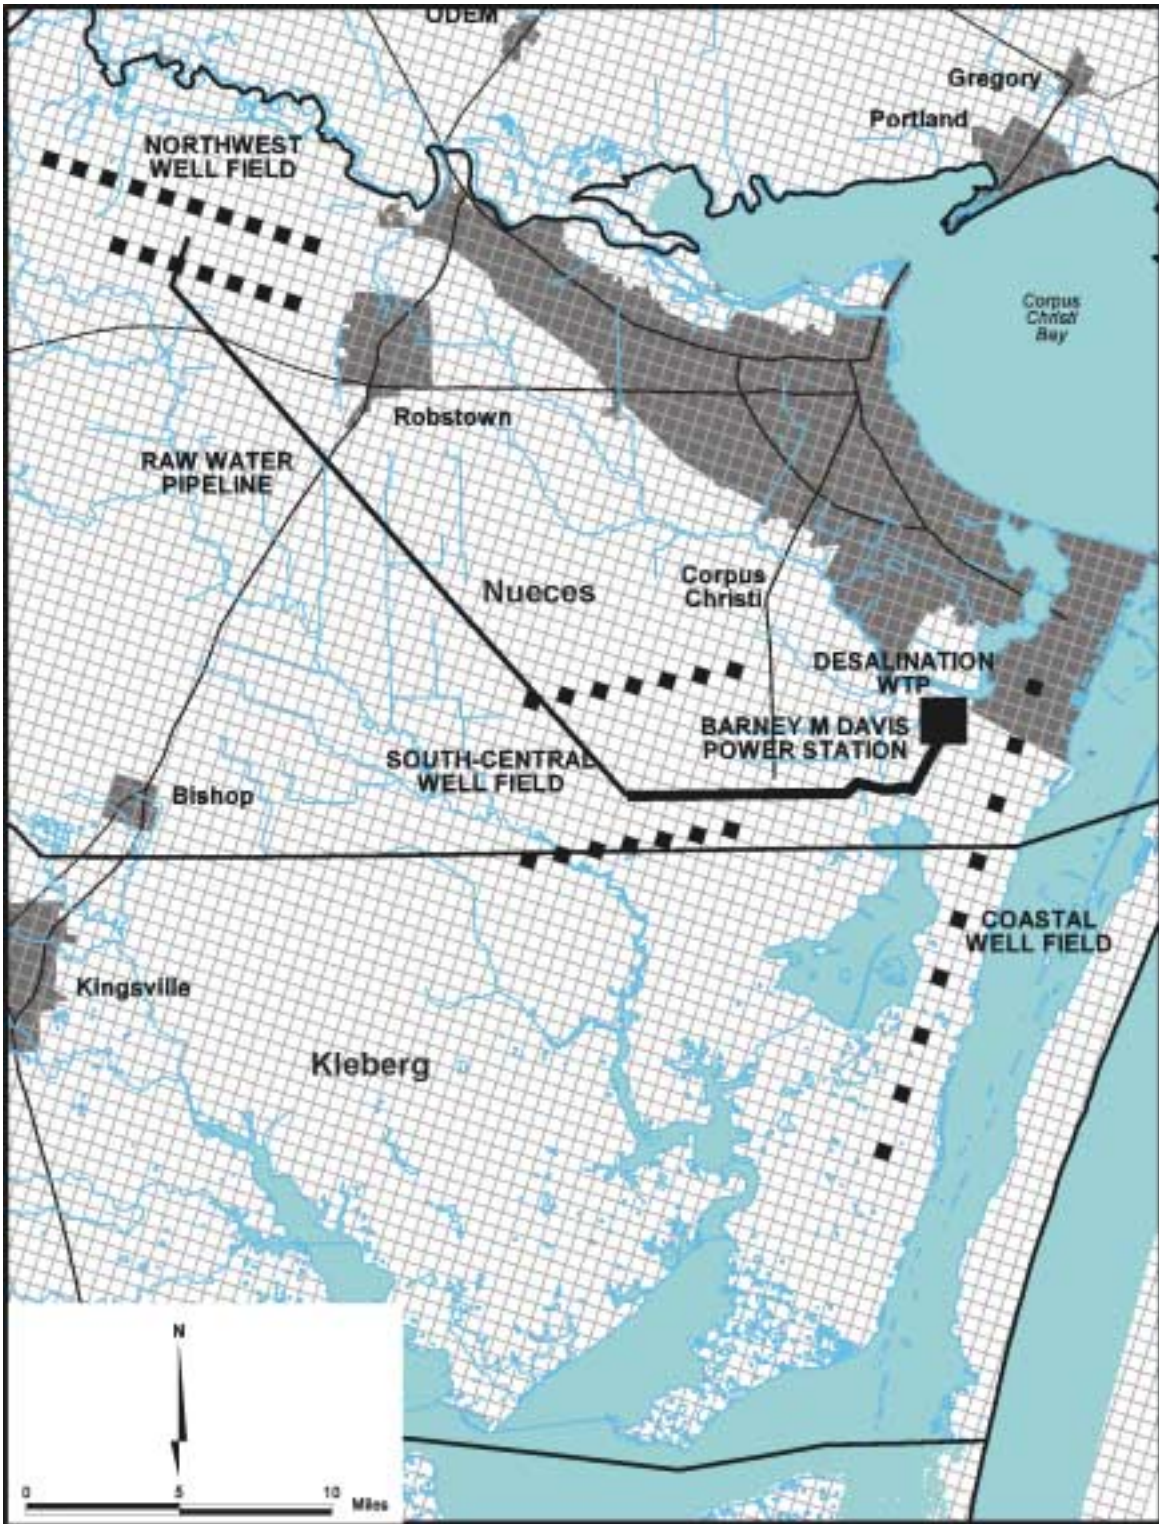 ODEM
Gregory
Portland
NORTHWEST
WELL FIELD
Corpus
Christi
Bay
Robstown
RAW WATER
PIPELINE
Nueces
Corpus
Christi
DESALINATION
WTP
BARNEY M DAVIS
POWER STATION
SOUTH-CENTRAL
WELL FIELD
Bishop
COASTAL
WELL FIELD
Kingsville
Kleberg
N
0 5 10 Miles